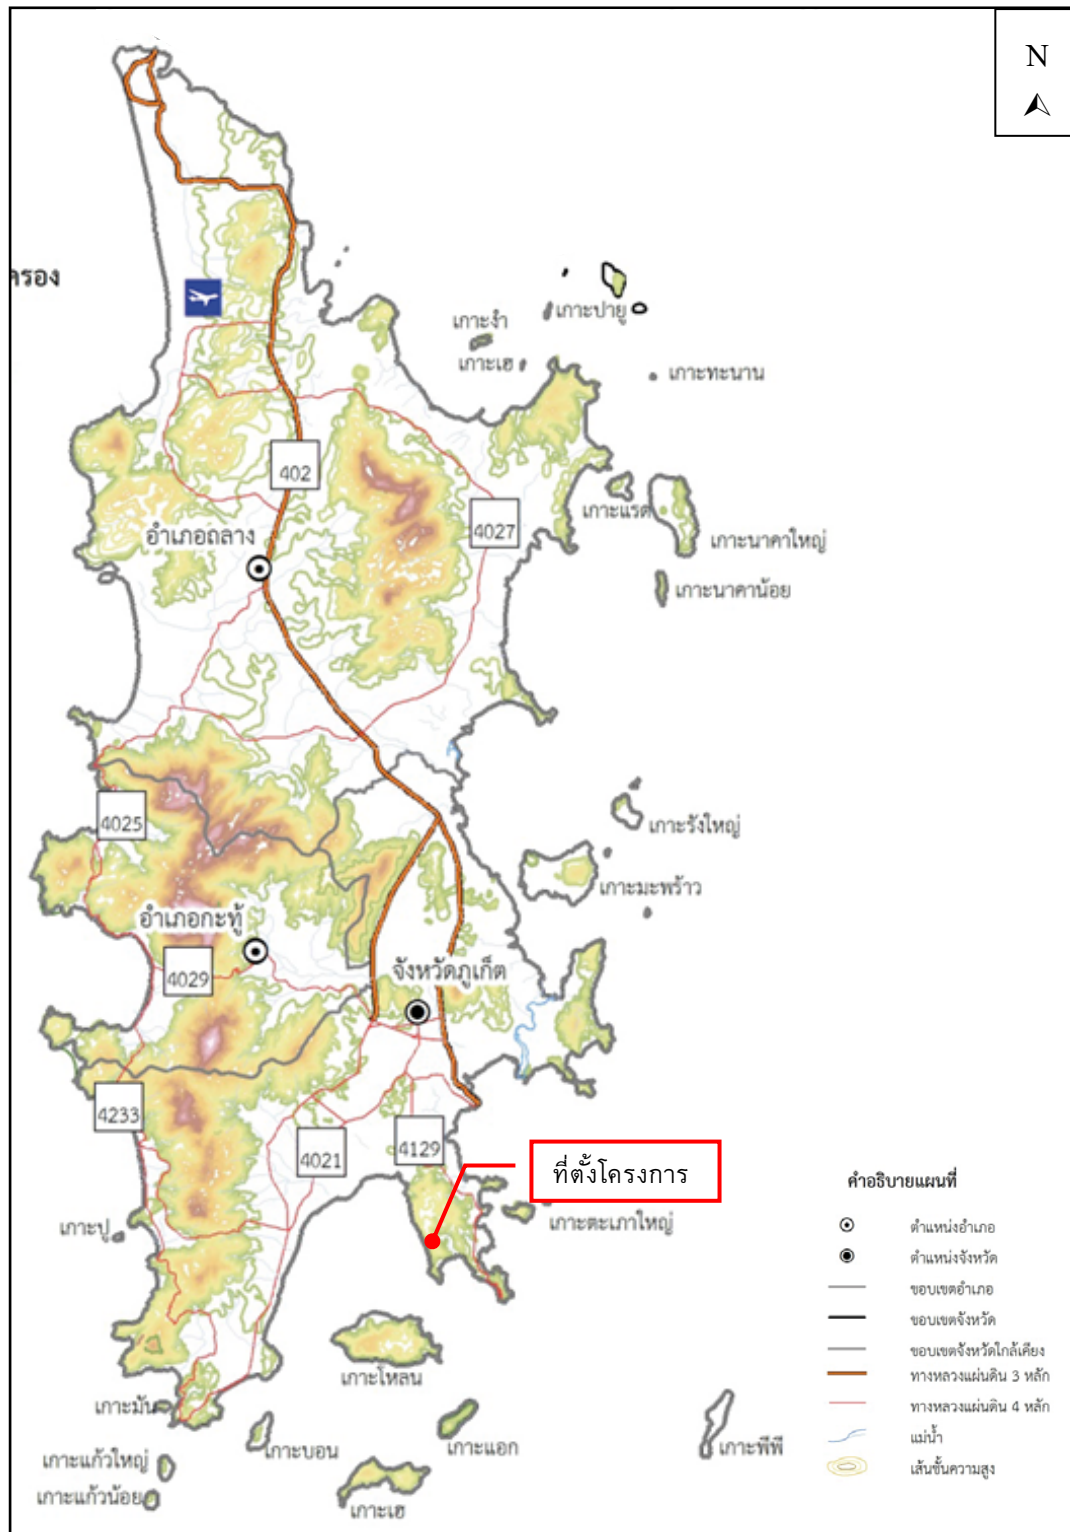 N
ครอง
เกาะปายู
เกาะงำ
เกาะเฮ
เกาะทะนาน
402
เกาะแรด
4027
อำเภอถลาง
เกาะนาคาใหญ่
เกาะนาคาน้อย
4025
เกาะรังใหญ่
เกาะมะพร้าว
อำเภอกะทู้
4029
จังหวัดภูเก็ต
4233
4021
4129
ที่ตั้งโครงการ
เกาะตะเภาใหญ่
เกาะปู
คำอธิบายแผนที่
ตำแหน่งอำเภอ
ตำแหน่งจังหวัด
ขอบเขตอำเภอ
ขอบเขตจังหวัด
ขอบเขตจังหวัดใกล้เคียง
ทางหลวงแผ่นดิน 3 หลัก
ทางหลวงแผ่นดิน 4 หลัก
แม่น้ำ
เส้นชั้นความสูง
เกาะโหลน
เกาะมัน
เกาะบอน
เกาะแอก
เกาะพีพี
เกาะแก้วใหญ่
เกาะแก้วน้อย
เกาะเฮ